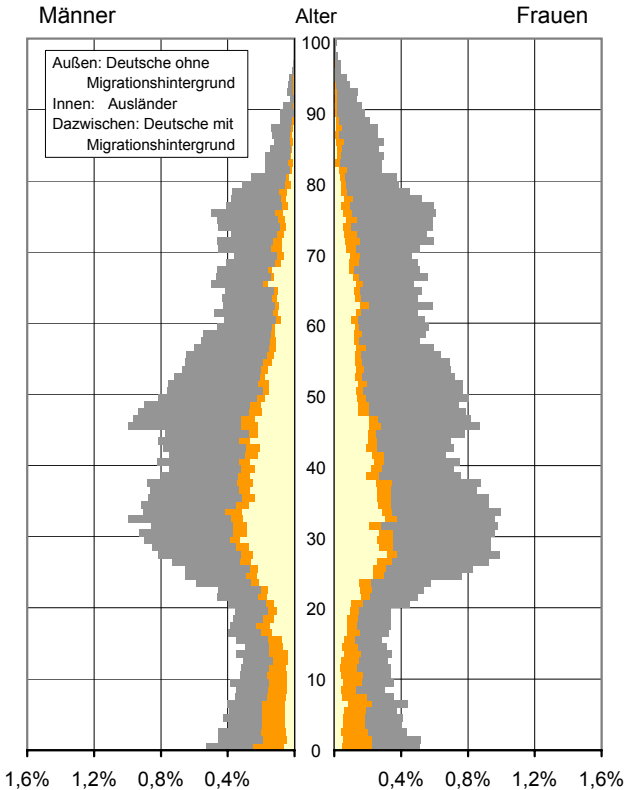 Männer Alter Frauen
Außen: Deutsche ohne
Migrationshintergrund
Innen: Ausländer
Dazwischen: Deutsche mit
Migrationshintergrund
100
90
80
70
60
50
40
30
20
10
0
1,6% 1,2% 0,8% 0,4% 0,4% 0,8% 1,2% 1,6%